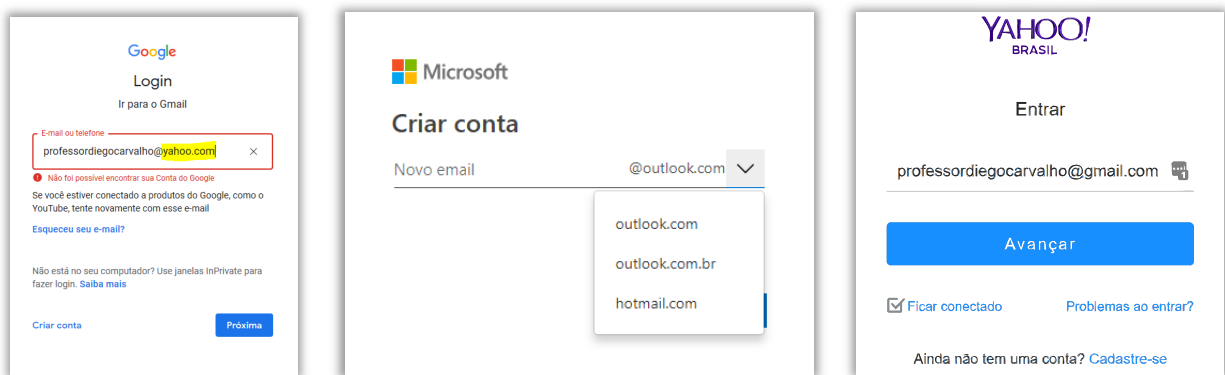 Google
Login
Ir para o Gmail
E-mail ou telefone
professordiegocarvalho@yahoo.com
Não foi possível encontrar sua Conta do Google
Se você estiver conectado a produtos do Google, como o
YouTube, tente novamente com esse e-mail
Esqueceu seu e-mail?
Não está no seu computador? Use janelas InPrivate para
fazer login. Saiba mais
Criar conta
Próxima
Microsoft
Criar conta
Novo email @outlook.com
outlook.com
outlook.com.br
hotmail.com
YAHOO!
BRASIL
Entrar
professordiegocarvalho@gmail.com
1
Avançar
Ficar conectado Problemas ao entrar?
Ainda não tem uma conta? Cadastre-se